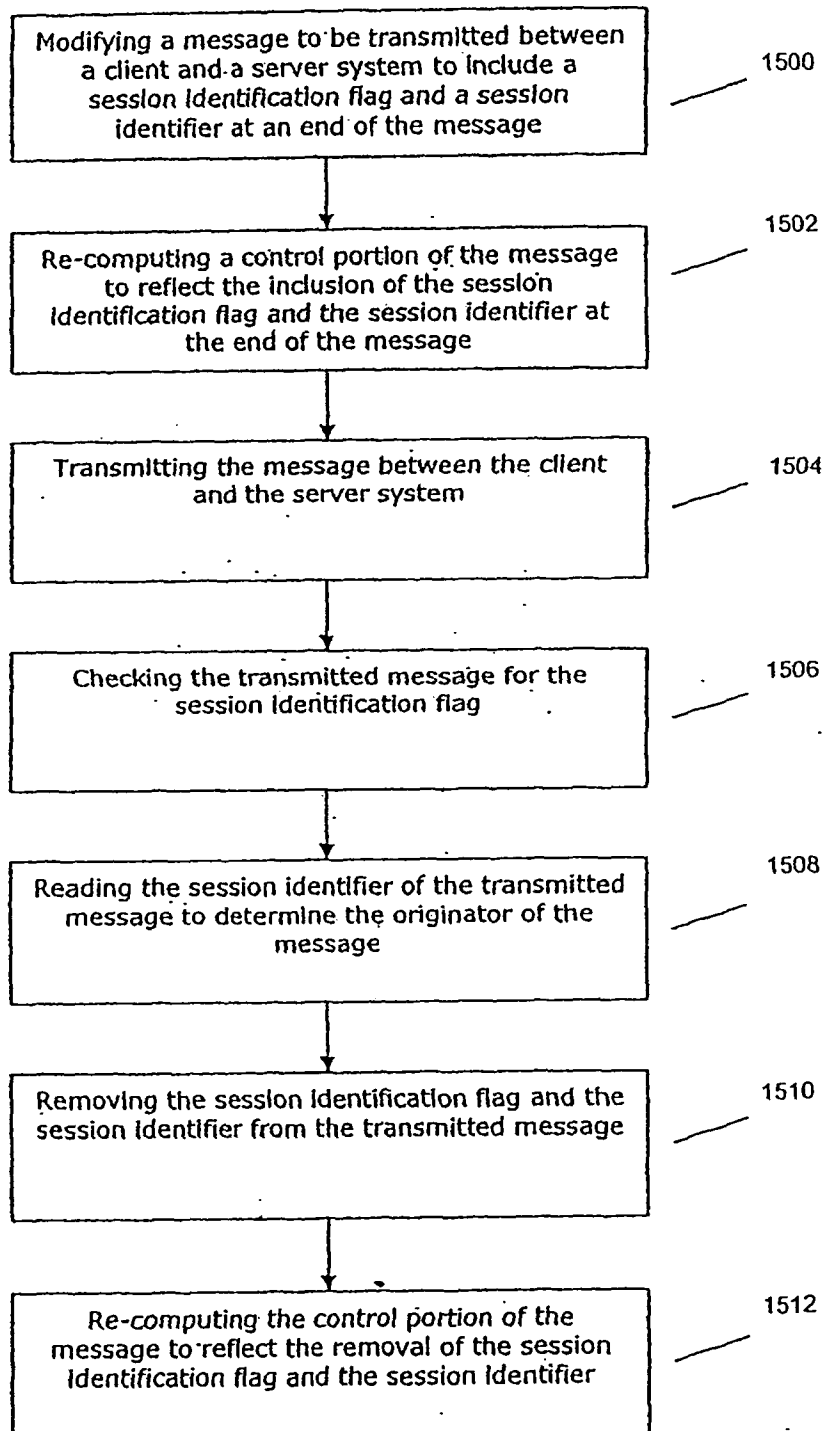 Modifying a message to be transmitted between
a client and a server system to include a
session identification flag and a session
identifier at an end of the message
1500
Re-computing a control portion of the message
to reflect the inclusion of the session
identification flag and the session identifier at
the end of the message
1502
Transmitting the message between the client
and the server system
1504
Checking the transmitted message for the
session identification flag
1506
Reading the session identifier of the transmitted
message to determine the originator of the
message
1508
Removing the session identification flag and the
session identifier from the transmitted message
1510
Re-computing the control portion of the
message to reflect the removal of the session
identification flag and the session identifier
1512